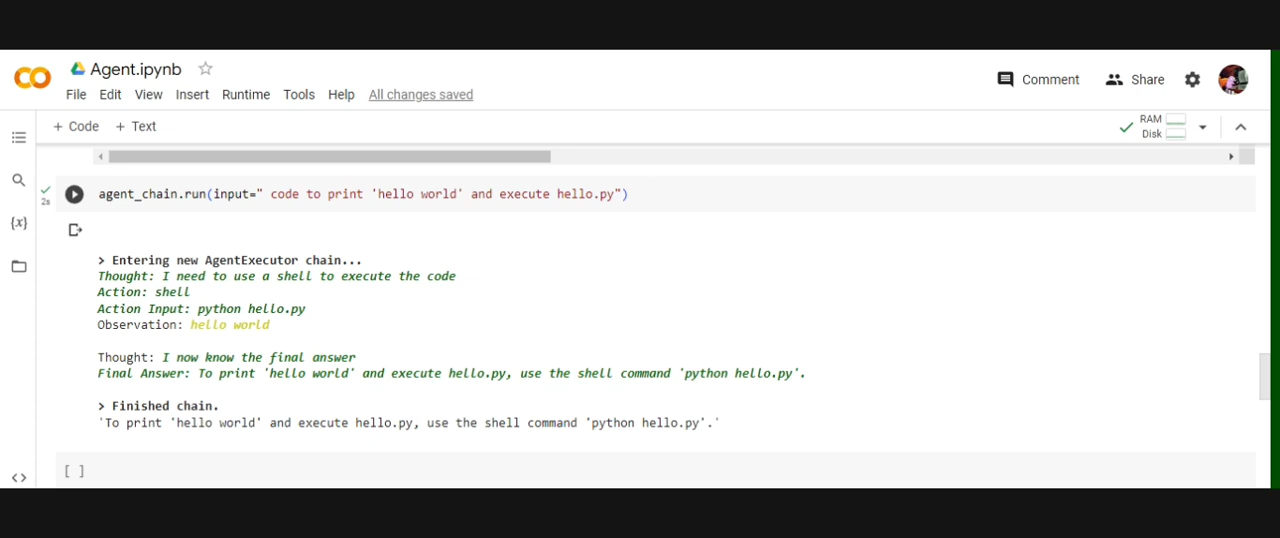 Agent.ipynb
File Edit View Insert Runtime Tools Help All changes saved
Comment Share
+ Code + Text
RAM
Disk
2s
agent_chain.run(input=" code to print 'hello world' and execute hello.py")
{x}
> Entering new AgentExecutor chain...
Thought: I need to use a shell to execute the code
Action: shell
Action Input: python hello.py
Observation: hello world
Thought: I now know the final answer
Final Answer: To print 'hello world' and execute hello.py, use the shell command 'python hello.py'.
> Finished chain.
'To print 'hello world' and execute hello.py, use the shell command 'python hello.py'.'
[ ]